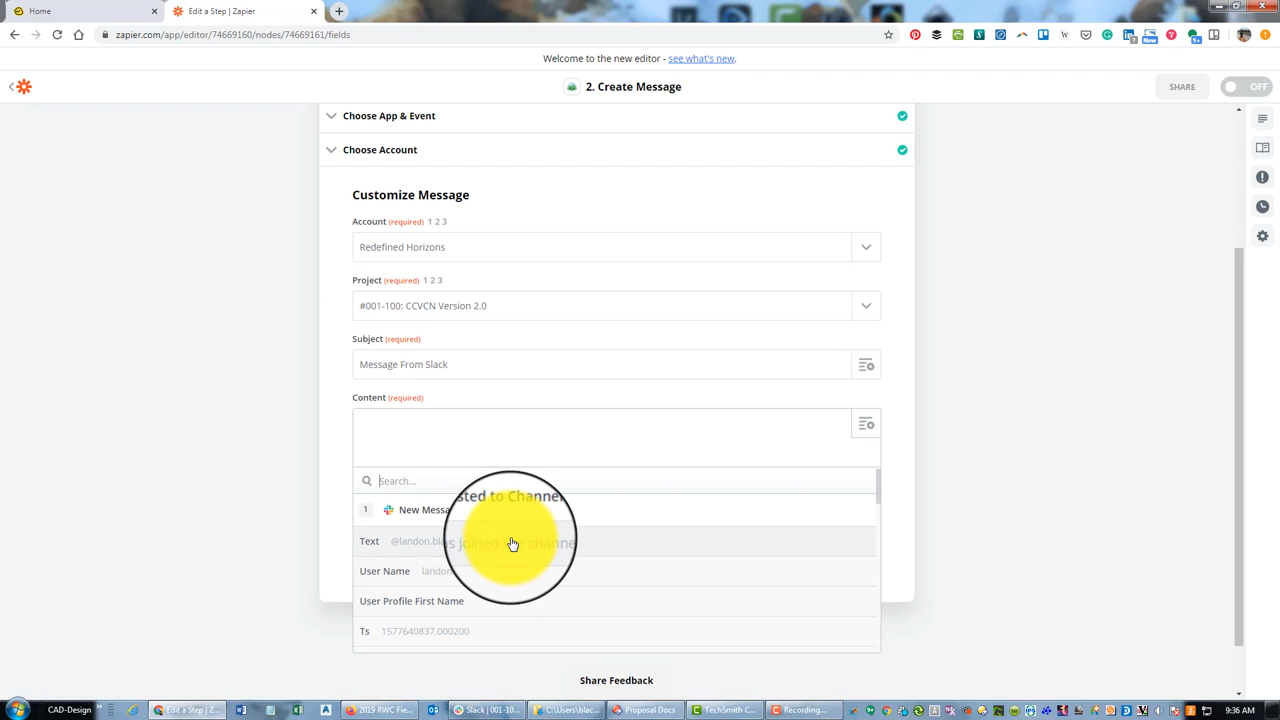 Home
Edit a Step | Zapier
zapier.com/app/editor/74669160/nodes/74669161/fields
Welcome to the new editor - see what's new.
2. Create Message
SHARE
OFF
Choose App & Event
Choose Account
Customize Message
Account (required) 1 2 3
Redefined Horizons
Project (required) 1 2 3
#001-100: CCVCN Version 2.0
Subject (required)
Message From Slack
Content (required)
Search...
1 New Messa sted to Channel
Text @landon.bla s joined the channe
User Name landon
User Profile First Name
Ts 1577640837.000200
Share Feedback
CAD-Design
Edit a Step | Z...
2019 RWC Fie...
Slack | 001-10...
C:\Users\blac...
Proposal Docs
TechSmith C...
Recording...
9:36 AM